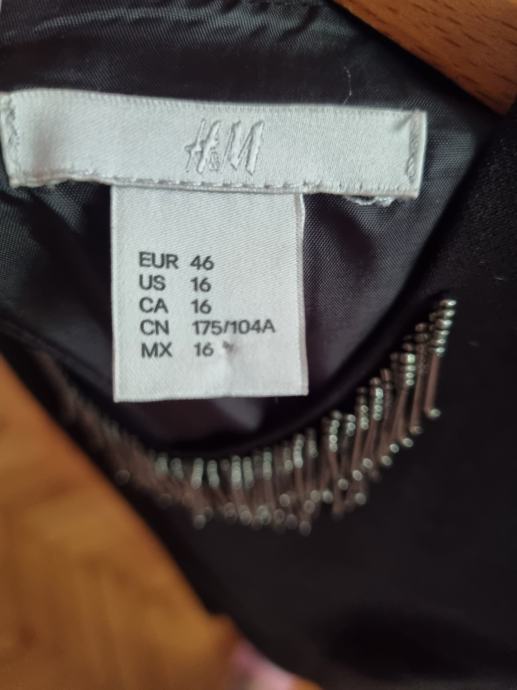 H&M
EUR 46
US 16
CA 16
CN 175/104A
MX 16